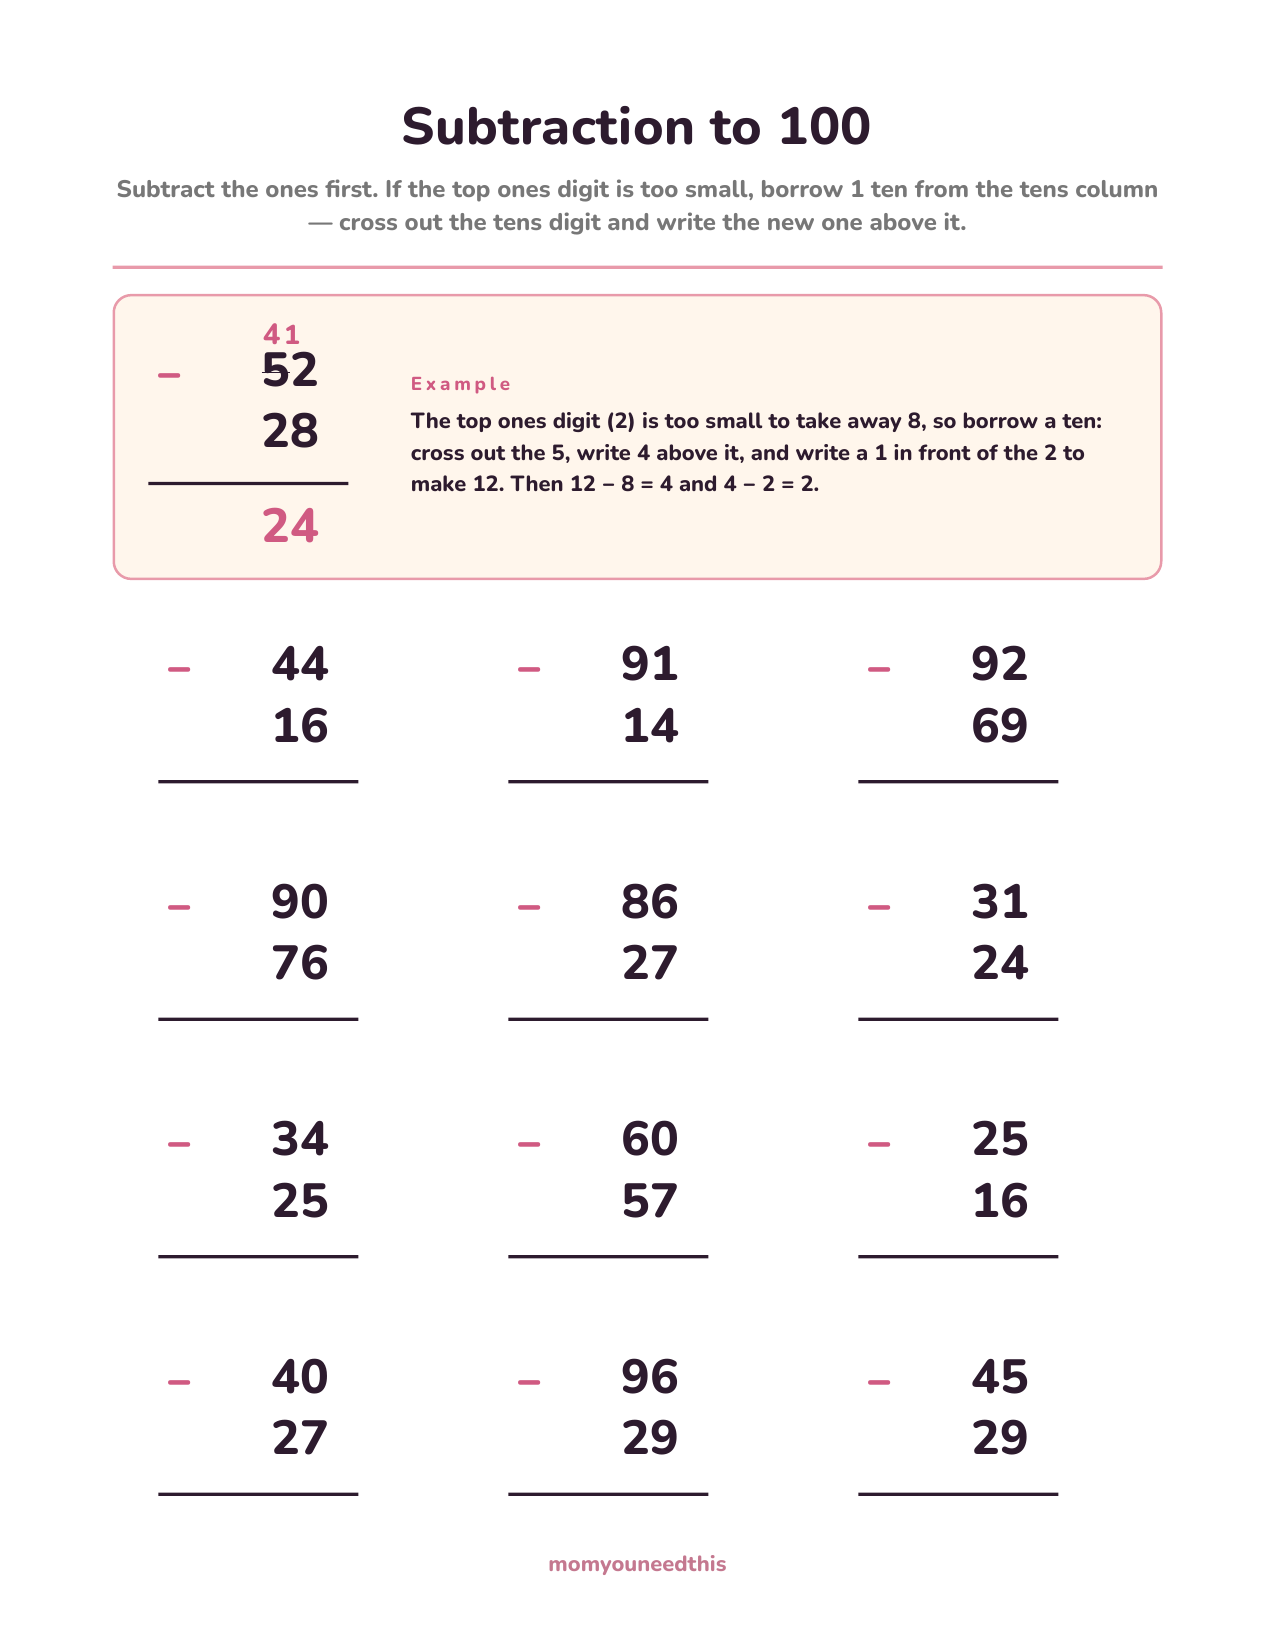 Subtraction to 100
Subtract the ones first. If the top ones digit is too small, borrow 1 ten from the tens column
— cross out the tens digit and write the new one above it.
41
− 52
28
24
Example
The top ones digit (2) is too small to take away 8, so borrow a ten:
cross out the 5, write 4 above it, and write a 1 in front of the 2 to
make 12. Then 12 − 8 = 4 and 4 − 2 = 2.
− 44 − 91 − 92
16 14 69
− 90 − 86 − 31
76 27 24
− 34 − 60 − 25
25 57 16
− 40 − 96 − 45
27 29 29
momyouneedthis